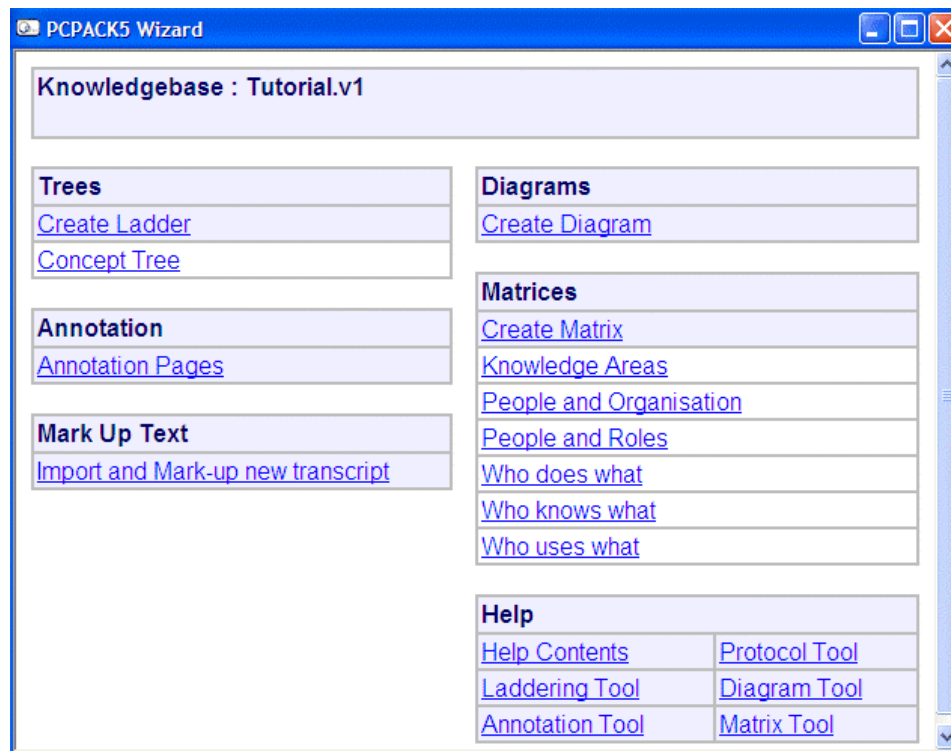 PCPACK5 Wizard
Knowledgebase : Tutorial.v1
Trees
Create Ladder
Concept Tree
Annotation
Annotation Pages
Mark Up Text
Import and Mark-up new transcript
Diagrams
Create Diagram
Matrices
Create Matrix
Knowledge Areas
People and Organisation
People and Roles
Who does what
Who knows what
Who uses what
Help
Help Contents Protocol Tool
Laddering Tool Diagram Tool
Annotation Tool Matrix Tool